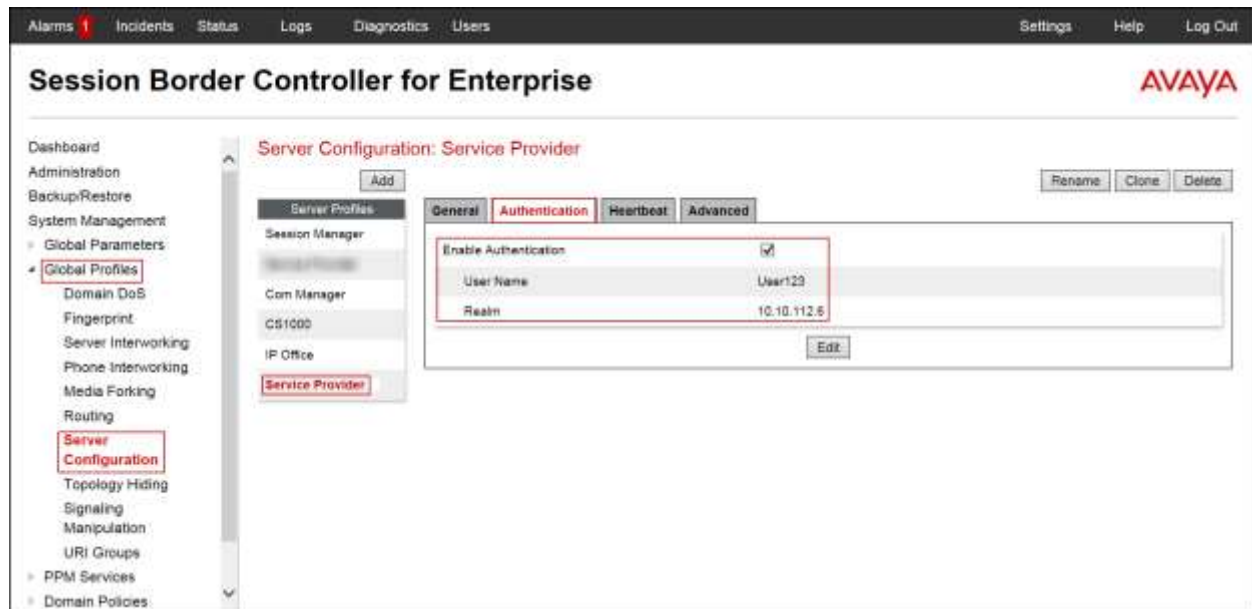 Alarms 1 Incidents Status Logs Diagnostics Users Settings Help Log Out
Session Border Controller for Enterprise
AVAYA
Dashboard
Administration
Backup/Restore
System Management
Global Parameters
Global Profiles
Domain DoS
Fingerprint
Server Interworking
Phone Interworking
Media Forking
Routing
Server
Configuration
Topology Hiding
Signaling
Manipulation
URI Groups
PPM Services
Domain Policies
Server Configuration: Service Provider
Add
Rename Clone Delete
Server Profiles
Session Manager
Com Manager
CS1000
IP Office
Service Provider
General Authentication Heartbeat Advanced
Enable Authentication
User Name User123
Realm 10.10.112.6
Edit